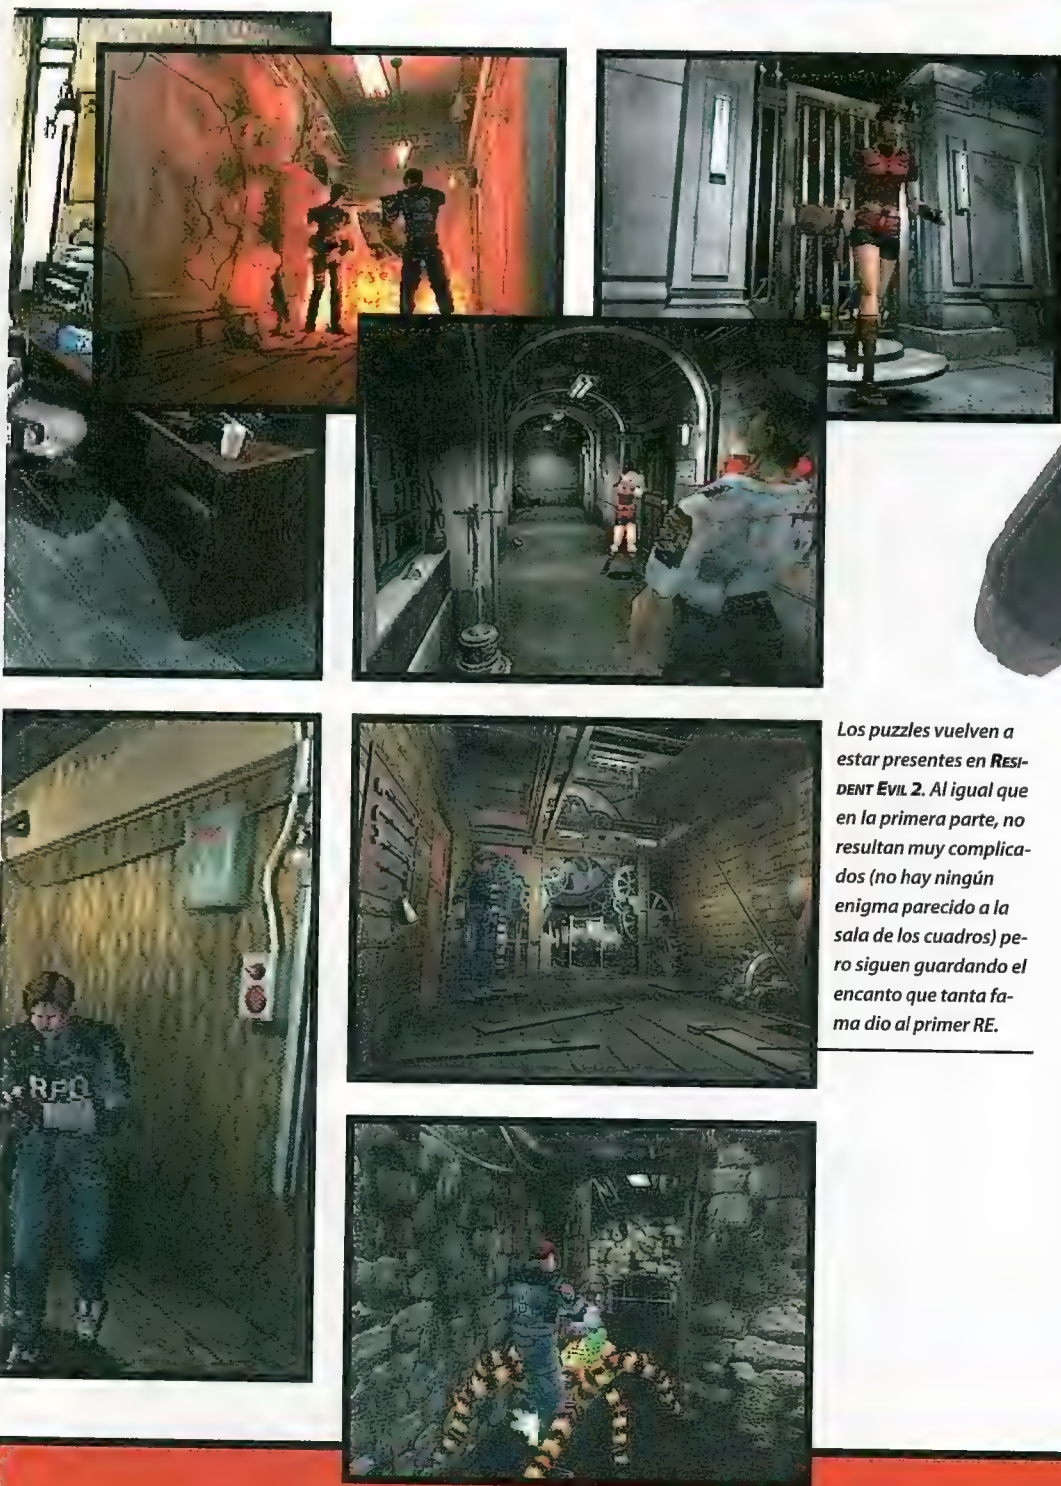 Los puzzles vuelven a
estar presentes en RESI-
DENT EVIL 2. Al igual que
en la primera parte, no
resultan muy complica-
dos (no hay ningún
enigma parecido a la
sala de los cuadros) pe-
ro siguen guardando el
encanto que tanta fa-
ma dio al primer RE.
RPD